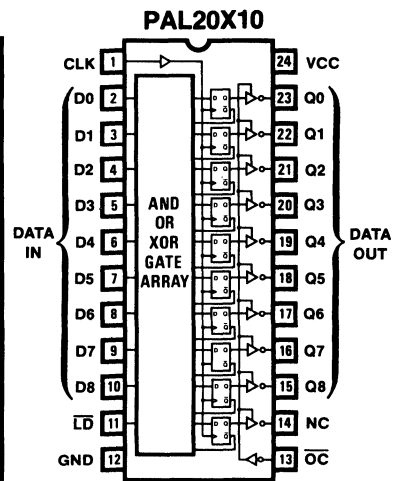 PAL20X10
CLK 1 24 VCC
D0 2 23 Q0
D1 3 22 Q1
D2 4 21 Q2
D3 5 20 Q3
D4 6 19 Q4
D5 7 18 Q5
D6 8 17 Q6
D7 9 16 Q7
D8 10 15 Q8
L̅D̅ 11 14 NC
GND 12 13 O̅C̅
DATA
IN
AND
OR
XOR
GATE
ARRAY
DATA
OUT